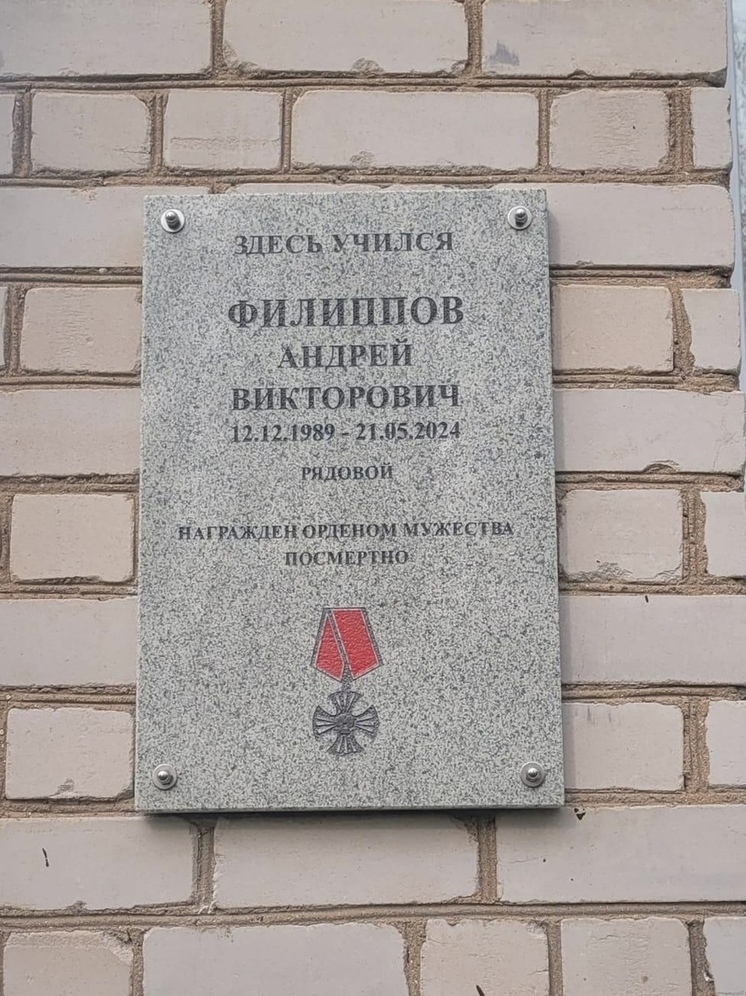 ЗДЕСЬ УЧИЛСЯ
ФИЛИППОВ
АНДРЕЙ
ВИКТОРОВИЧ
12.12.1989 - 21.05.2024
РЯДОВОЙ
НАГРАЖДЕН ОРДЕНОМ МУЖЕСТВА
ПОСМЕРТНО